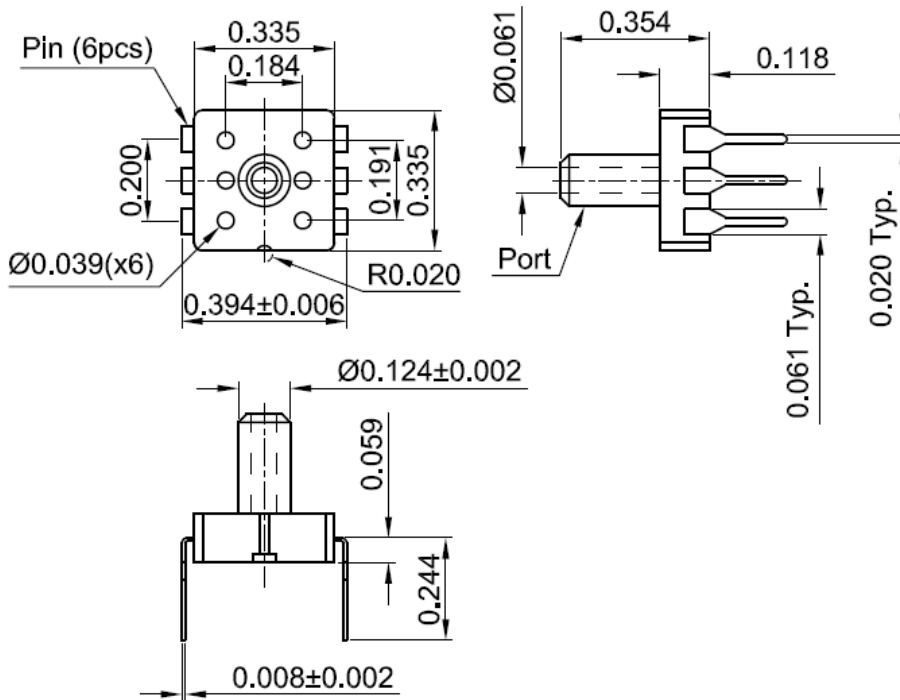 Pin (6pcs)
0.335
0.184
0.200
0.191
0.335
Ø0.039(x6)
R0.020
0.394±0.006
Ø0.061
0.354
0.118
Port
0.061 Typ.
0.020 Typ.
Ø0.124±0.002
0.059
0.244
0.008±0.002